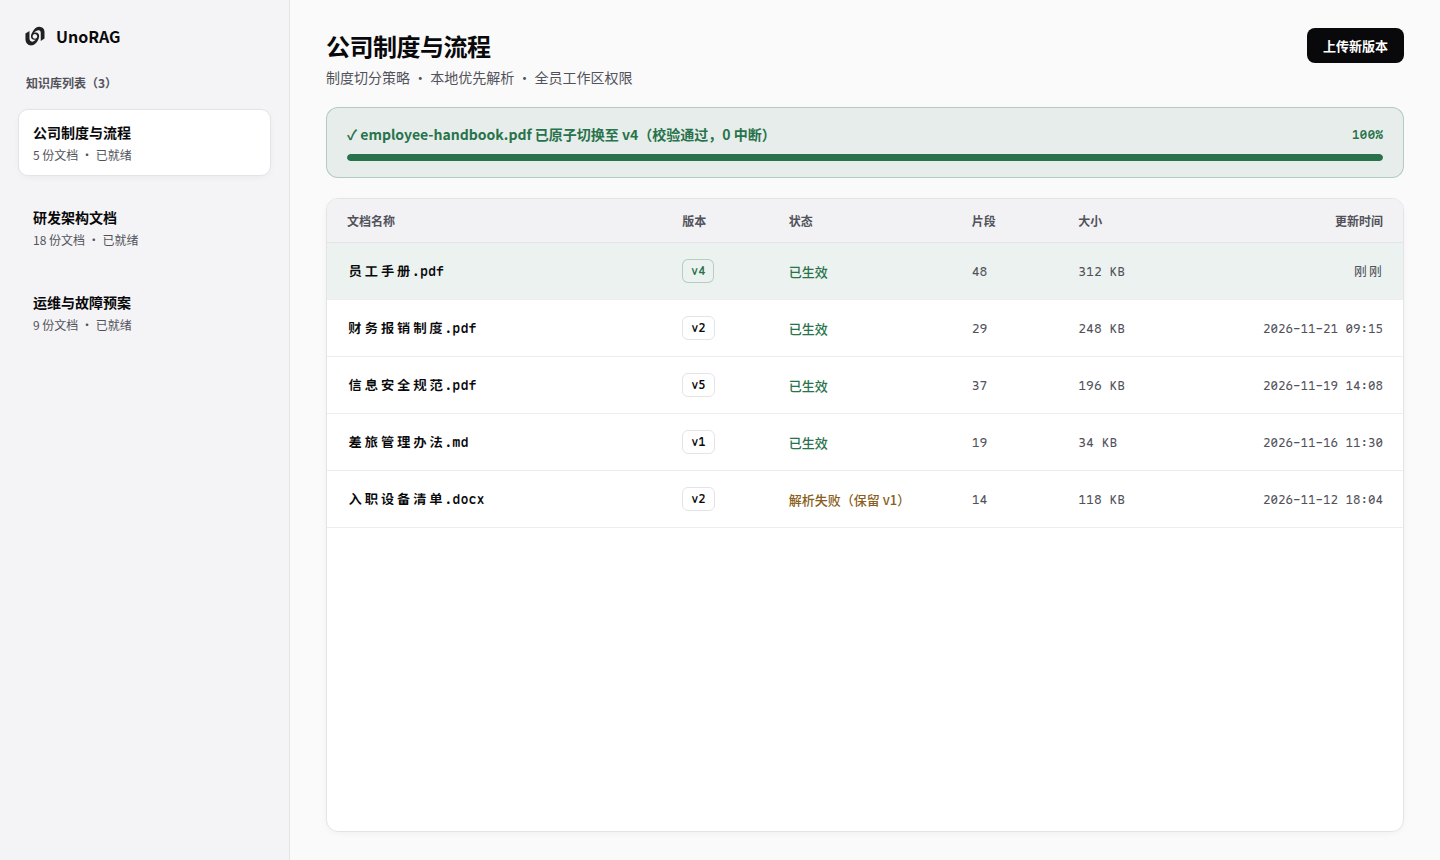 UnoRAG
知识库列表（3）
公司制度与流程
5 份文档 · 已就绪
研发架构文档
18 份文档 · 已就绪
运维与故障预案
9 份文档 · 已就绪
公司制度与流程
制度切分策略 · 本地优先解析 · 全员工作区权限
上传新版本
✓ employee-handbook.pdf 已原子切换至 v4（校验通过，0 中断） 100%
文档名称 版本 状态 片段 大小 更新时间
员工手册.pdf v4 已生效 48 312 KB 刚刚
财务报销制度.pdf v2 已生效 29 248 KB 2026-11-21 09:15
信息安全规范.pdf v5 已生效 37 196 KB 2026-11-19 14:08
差旅管理办法.md v1 已生效 19 34 KB 2026-11-16 11:30
入职设备清单.docx v2 解析失败（保留 v1） 14 118 KB 2026-11-12 18:04